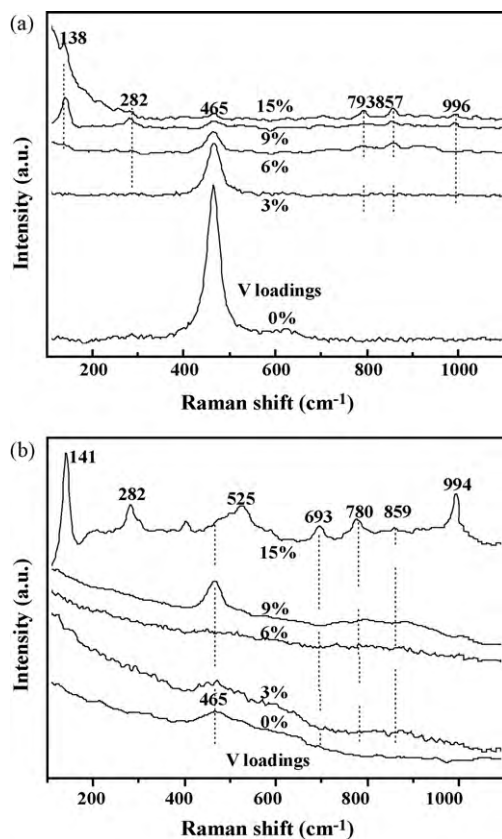 (a)
138
282
465
15%
793 857
996
9%
6%
3%
V loadings
0%
Intensity (a.u.)
200 400 600 800 1000
Raman shift (cm-1)
(b)
141
282
525
693
780
859
994
15%
9%
6%
3%
465
0%
V loadings
Intensity (a.u.)
200 400 600 800 1000
Raman shift (cm-1)